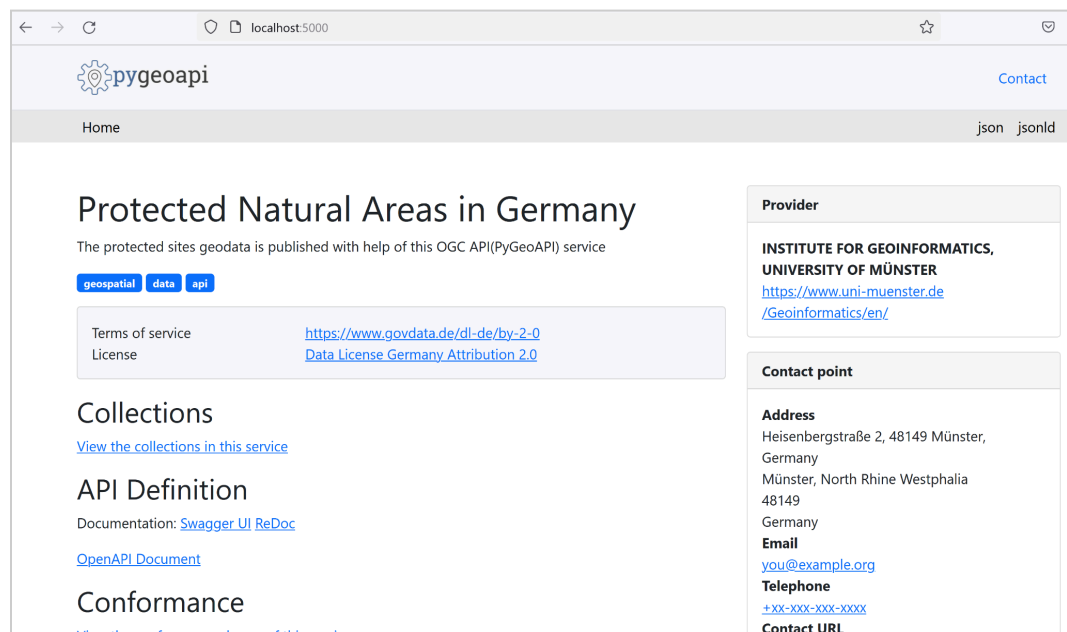 localhost:5000
pygeoapi
Contact
Home
json jsonld
Protected Natural Areas in Germany
The protected sites geodata is published with help of this OGC API(PyGeoAPI) service
geospatial data api
Terms of service https://www.govdata.de/dl-de/by-2-0
License Data License Germany Attribution 2.0
Collections
View the collections in this service
API Definition
Documentation: Swagger UI ReDoc
OpenAPI Document
Conformance
Provider
INSTITUTE FOR GEOINFORMATICS,
UNIVERSITY OF MÜNSTER
https://www.uni-muenster.de
/Geoinformatics/en/
Contact point
Address
Heisenbergstraße 2, 48149 Münster,
Germany
Münster, North Rhine Westphalia
48149
Germany
Email
you@example.org
Telephone
+xx-xxx-xxx-xxxx
Contact URL